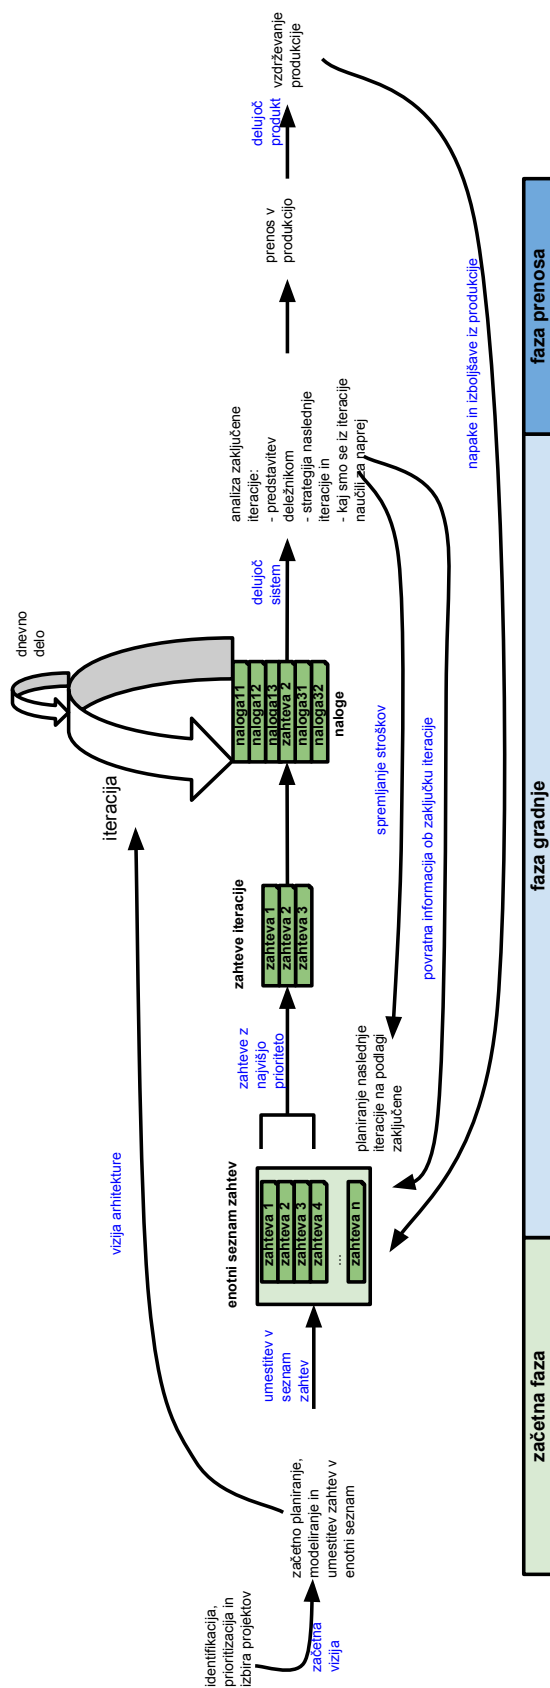 identifikacija,
prioritizacija in
izbira projektov
začetna
vizija
začetno planiranje,
modeliranje in
umestitev zahtev v
enotni seznam
vizija arhitekture
umestitev v
seznam
zahtev
enotni seznam zahtev
zahteva 1
zahteva 2
zahteva 3
zahteva 4
...
zahteva n
zahteve z
najvišjo
prioriteto
planiranje naslednje
iteracije na podlagi
zaključene
zahteve iteracije
zahteva 1
zahteva 2
zahteva 3
iteracija
dnevno
delo
naloga11
naloga12
naloga13
zahteva 2
naloga31
naloga32
naloge
delujoč
sistem
analiza zaključene
iteracije:
- predstavitev
deležnikom
- strategija naslednje
iteracije in
- kaj smo se iz iteracije
naučili za naprej
spremljanje stroškov
povratna informacija ob zaključku iteracije
prenos v
produkcijo
delujoč
produkt
vzdrževanje
produkcije
napake in izboljšave iz produkcije
začetna faza
faza gradnje
faza prenosa